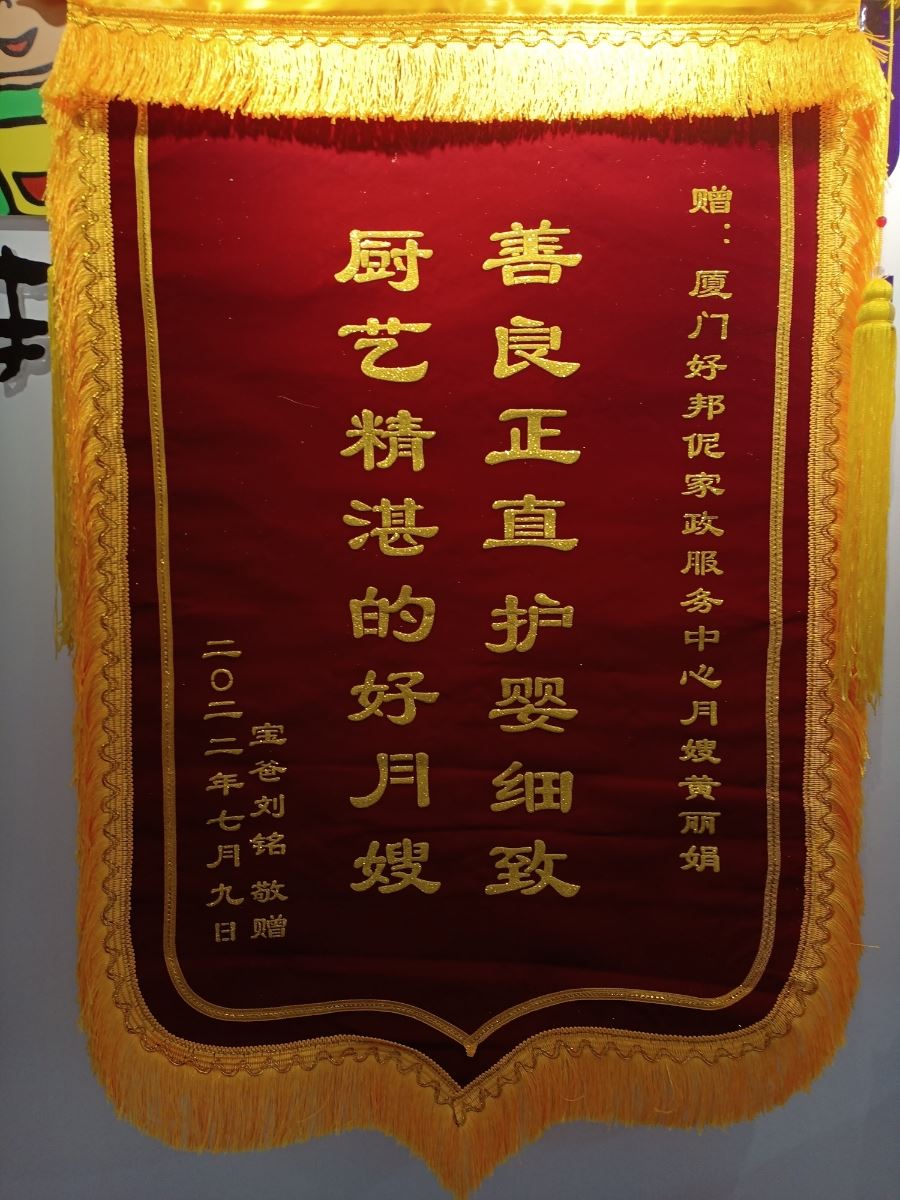 赠：厦门好邦伲家政服务中心月嫂黄丽娟
善良正直护婴细致
厨艺精湛的好月嫂
宝爸刘铭 敬赠
二〇二二年七月九日